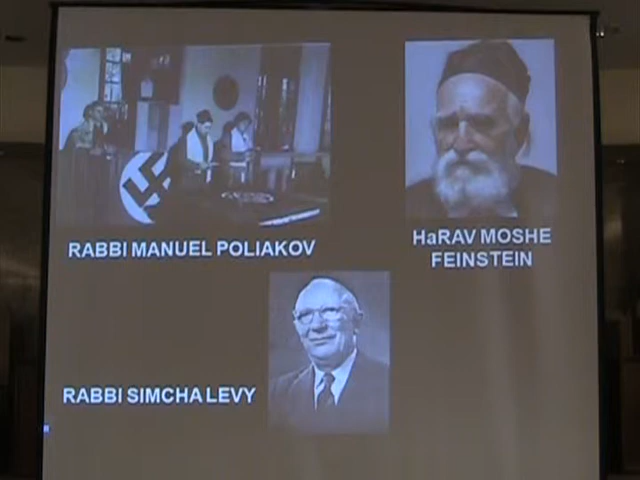 RABBI MANUEL POLIAKOV
HaRAV MOSHE
FEINSTEIN
RABBI SIMCHA LEVY